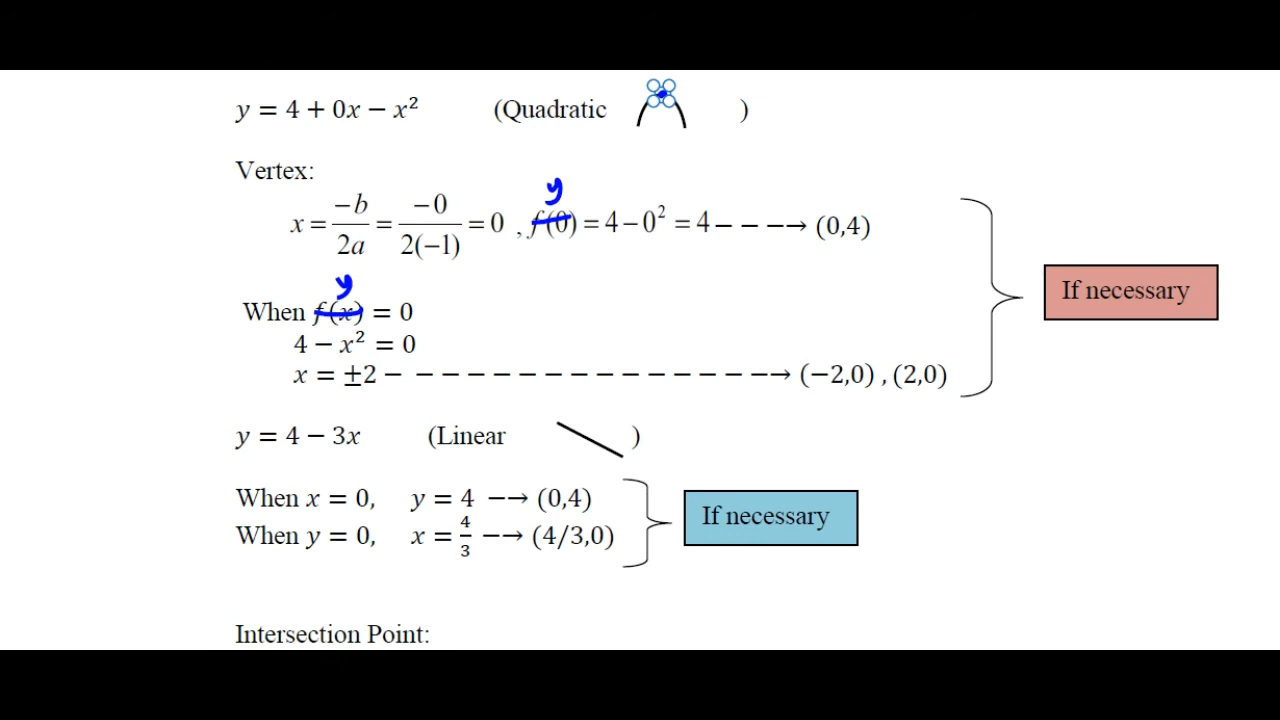 y = 4 + 0x − x² (Quadratic )
Vertex:
x = −b/2a = −0/2(−1) = 0 , f(0) y = 4 − 0² = 4 − − − → (0,4)
When f(x) y = 0
If necessary
4 − x² = 0
x = ±2 − − − − − − − − − − − − − − − → (−2,0) , (2,0)
y = 4 − 3x (Linear )
When x = 0, y = 4 −→ (0,4)
If necessary
When y = 0, x = 4/3 −→ (4/3,0)
Intersection Point: